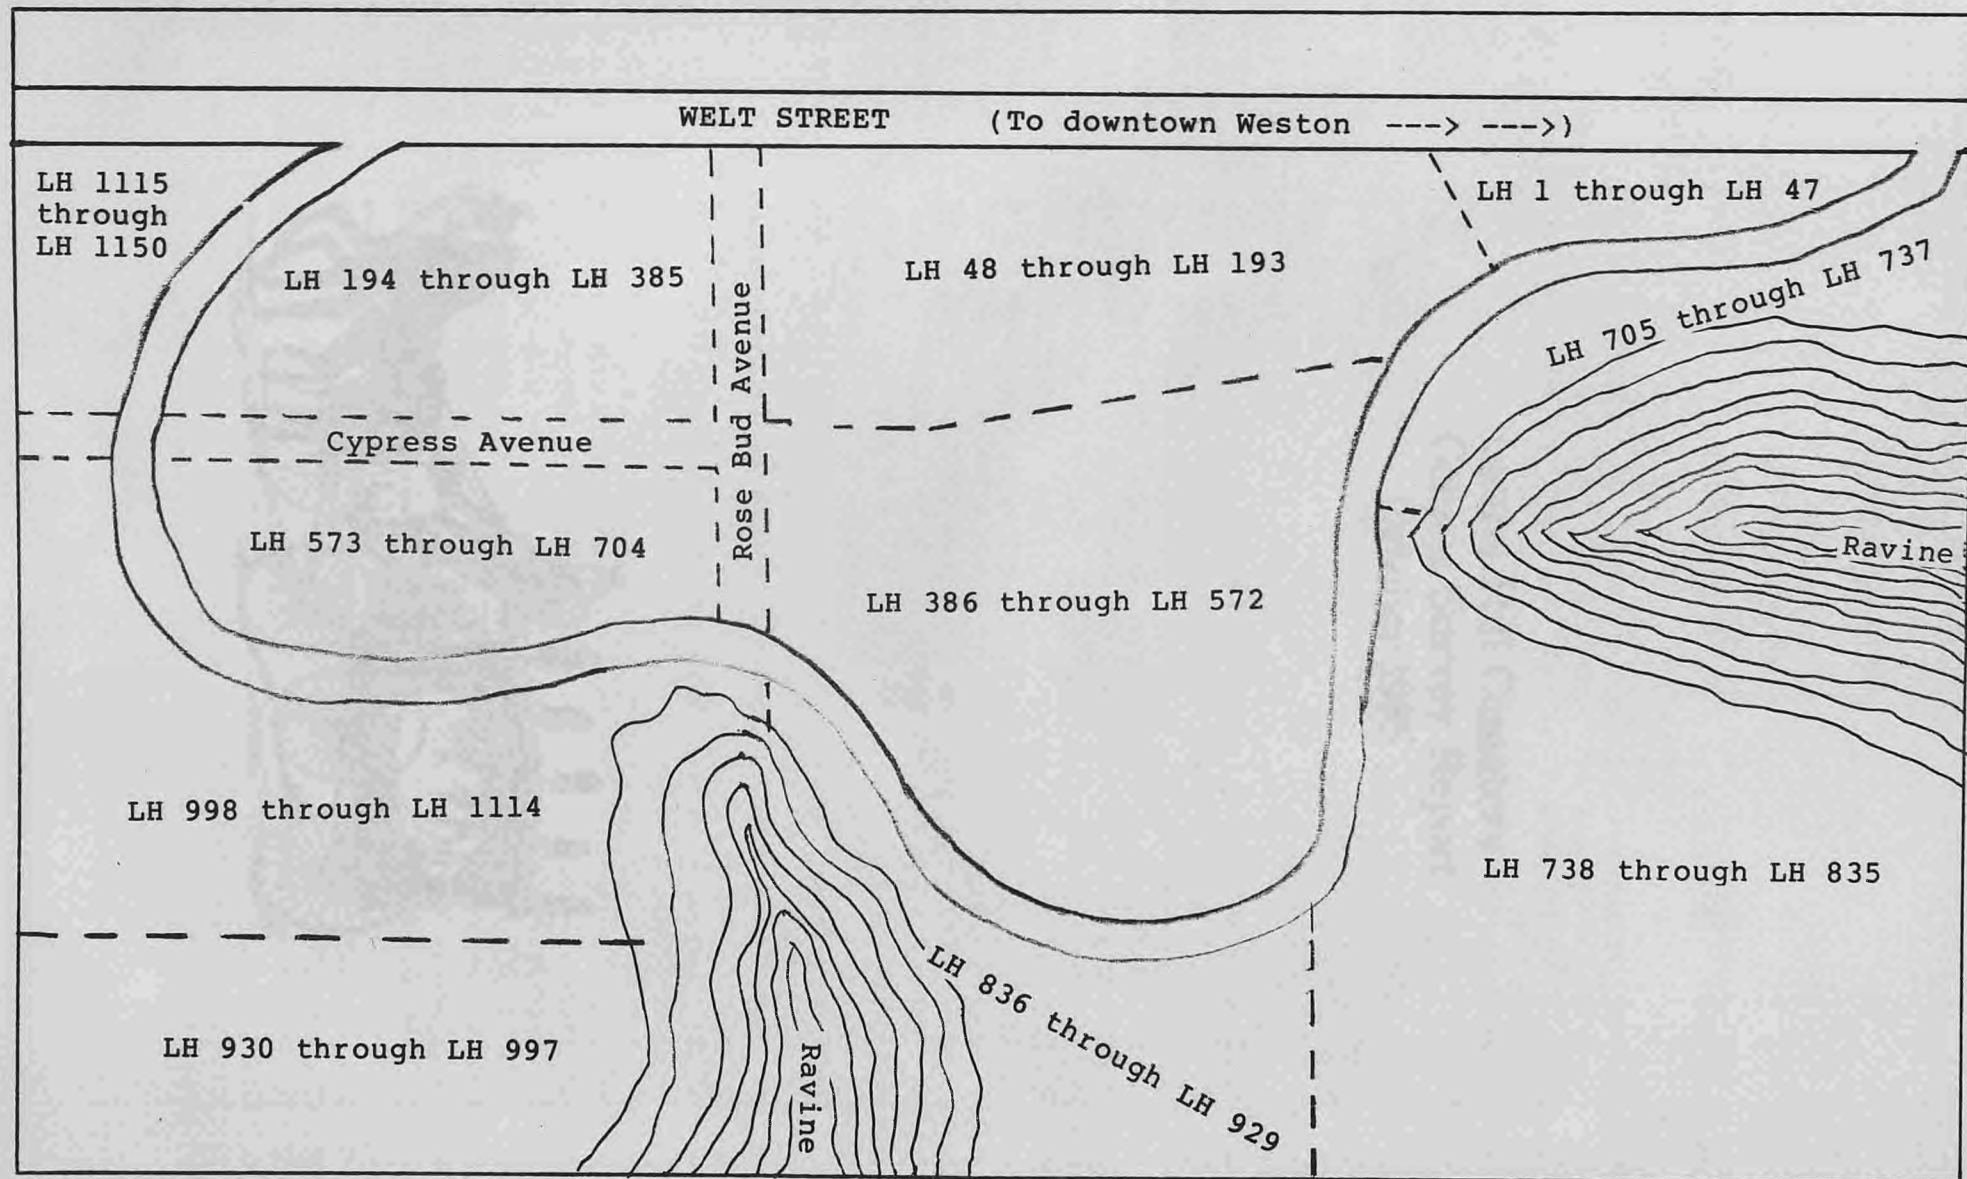 WELT STREET (To downtown Weston ---> --->)
LH 1115
through
LH 1150
LH 1 through LH 47
LH 194 through LH 385
LH 48 through LH 193
LH 705 through LH 737
Rose Bud Avenue
Cypress Avenue
LH 573 through LH 704
Ravine
LH 386 through LH 572
LH 998 through LH 1114
LH 738 through LH 835
LH 836 through LH 929
LH 930 through LH 997
Ravine